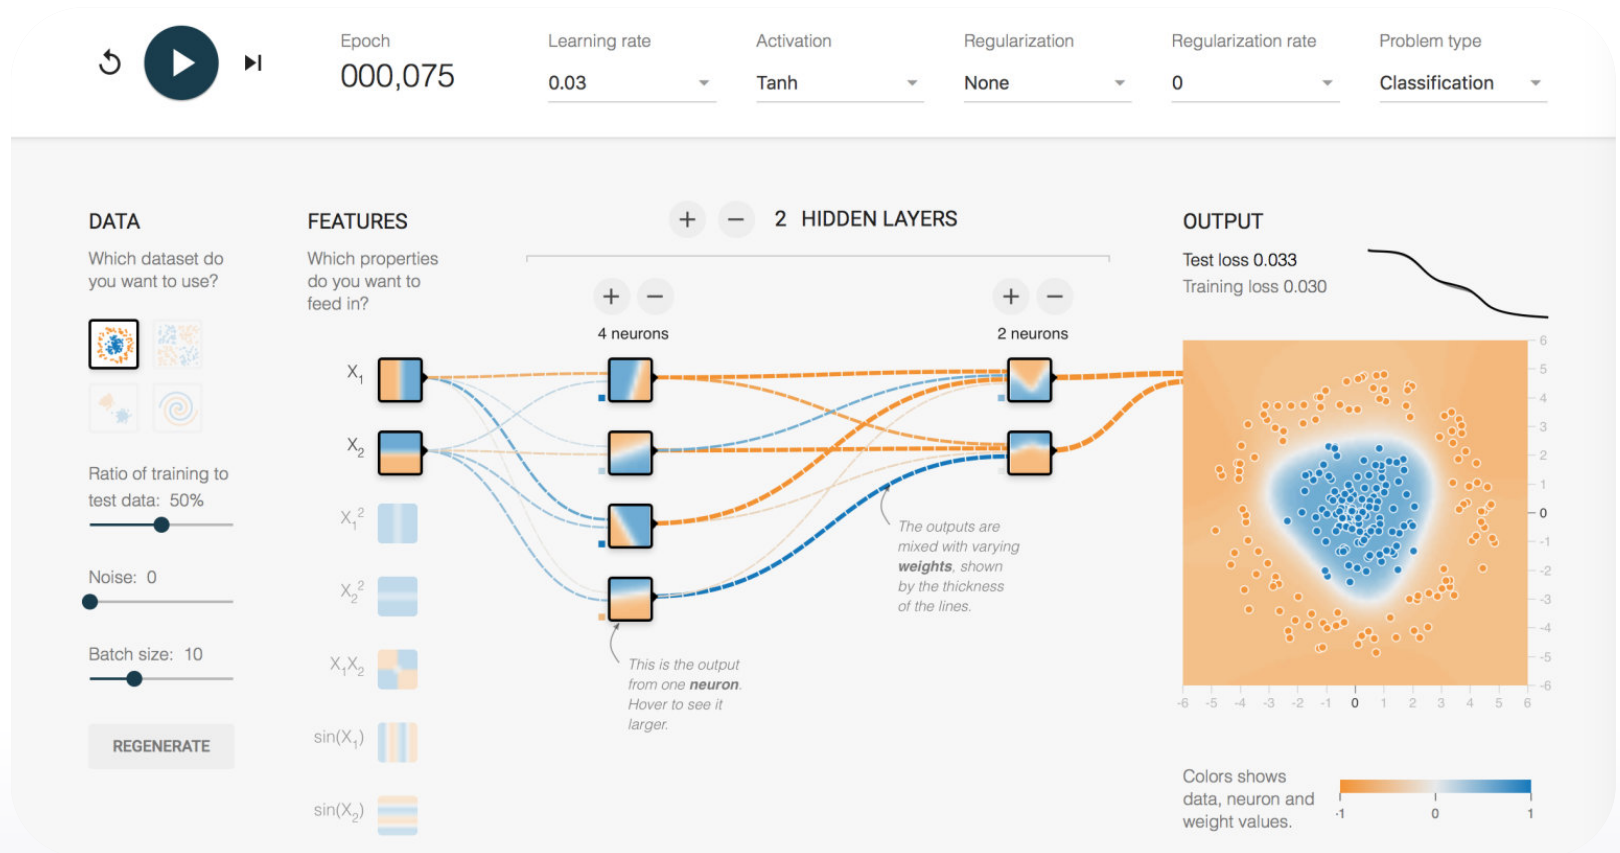 Epoch
000,075
Learning rate
0.03
Activation
Tanh
Regularization
None
Regularization rate
0
Problem type
Classification
DATA
Which dataset do
you want to use?
Ratio of training to
test data: 50%
Noise: 0
Batch size: 10
REGENERATE
FEATURES
Which properties
do you want to
feed in?
X₁
X₂
X₁²
X₂²
X₁X₂
sin(X₁)
sin(X₂)
+ − 2 HIDDEN LAYERS
+ −
4 neurons
+ −
2 neurons
The outputs are
mixed with varying
weights, shown
by the thickness
of the lines.
This is the output
from one neuron.
Hover to see it
larger.
OUTPUT
Test loss 0.033
Training loss 0.030
6
5
4
3
2
1
0
-1
-2
-3
-4
-5
-6
-6 -5 -4 -3 -2 -1 0 1 2 3 4 5 6
Colors shows
data, neuron and
weight values.
-1 0 1